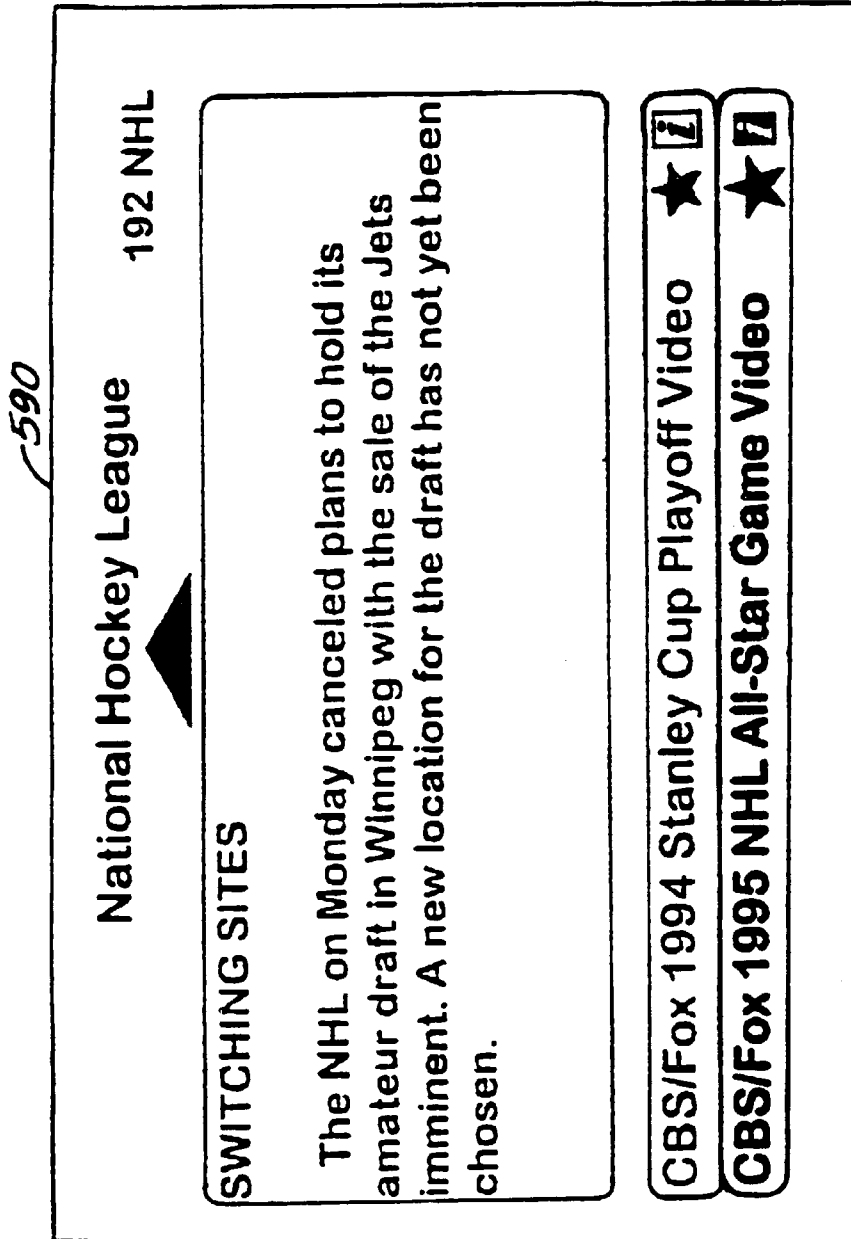 590
National Hockey League 192 NHL
SWITCHING SITES
The NHL on Monday canceled plans to hold its
amateur draft in Winnipeg with the sale of the Jets
imminent. A new location for the draft has not yet been
chosen.
CBS/Fox 1994 Stanley Cup Playoff Video ★ i
CBS/Fox 1995 NHL All-Star Game Video ★ i